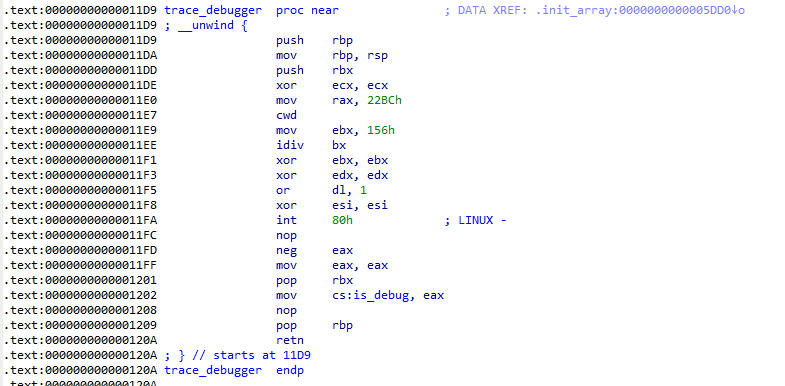 .text:00000000000011D9 trace_debugger proc near ; DATA XREF: .init_array:0000000000005DD0↓o
.text:00000000000011D9 ; __unwind {
.text:00000000000011D9 push rbp
.text:00000000000011DA mov rbp, rsp
.text:00000000000011DD push rbx
.text:00000000000011DE xor ecx, ecx
.text:00000000000011E0 mov rax, 22BCh
.text:00000000000011E7 cwd
.text:00000000000011E9 mov ebx, 156h
.text:00000000000011EE idiv bx
.text:00000000000011F1 xor ebx, ebx
.text:00000000000011F3 xor edx, edx
.text:00000000000011F5 or dl, 1
.text:00000000000011F8 xor esi, esi
.text:00000000000011FA int 80h ; LINUX -
.text:00000000000011FC nop
.text:00000000000011FD neg eax
.text:00000000000011FF mov eax, eax
.text:0000000000001201 pop rbx
.text:0000000000001202 mov cs:is_debug, eax
.text:0000000000001208 nop
.text:0000000000001209 pop rbp
.text:000000000000120A retn
.text:000000000000120A ; } // starts at 11D9
.text:000000000000120A trace_debugger endp
.text:000000000000120A